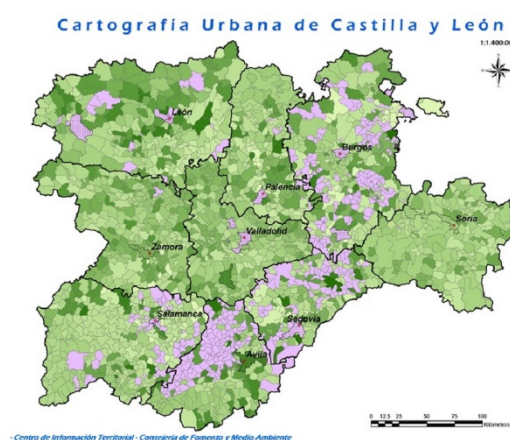 Cartografía Urbana de Castilla y León
León
Burgos
Palencia
Soria
Valladolid
Zamora
Salamanca
Segovia
Ávila
0 12,5 25 50 75 100
Kilómetros
- Centro de Información Territorial - Consejería de Fomento y Medio Ambiente